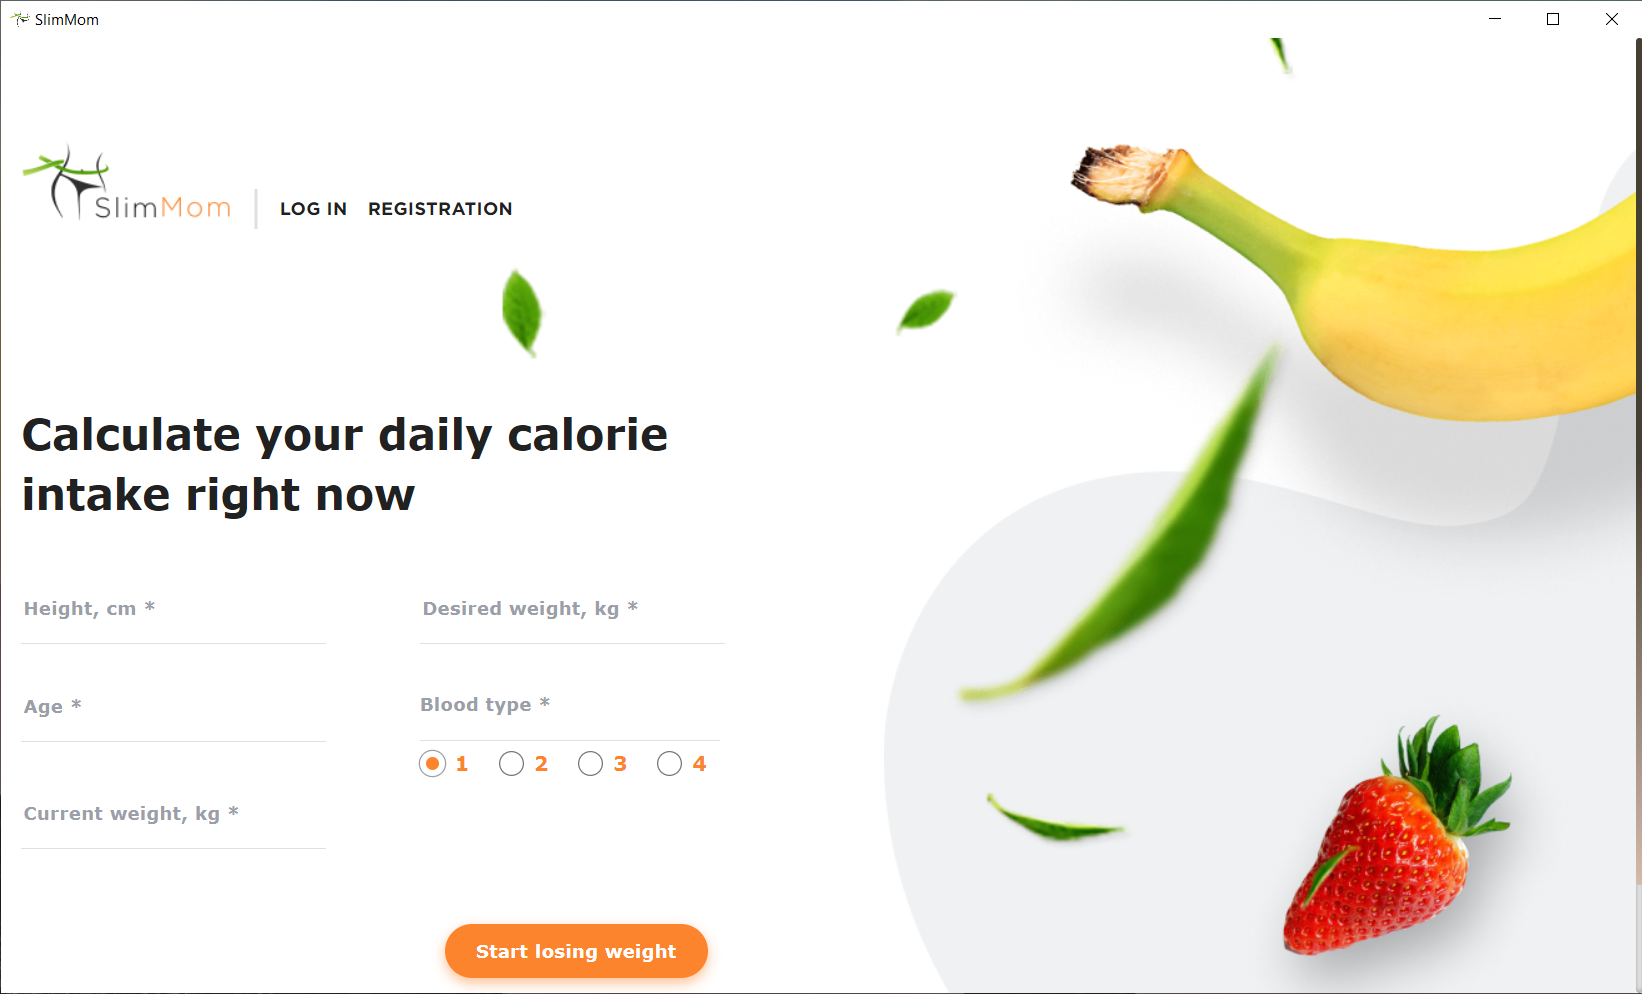 SlimMom
SlimMom
LOG IN REGISTRATION
Calculate your daily calorie
intake right now
Height, cm *
Desired weight, kg *
Age *
Blood type *
1 2 3 4
Current weight, kg *
Start losing weight